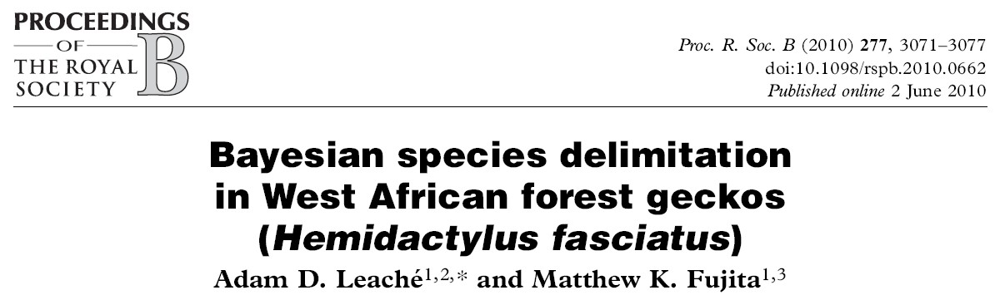 PROCEEDINGS
OF
THE ROYAL
SOCIETY
B
Proc. R. Soc. B (2010) 277, 3071–3077
doi:10.1098/rspb.2010.0662
Published online 2 June 2010
Bayesian species delimitation
in West African forest geckos
(Hemidactylus fasciatus)
Adam D. Leaché1,2,* and Matthew K. Fujita1,3